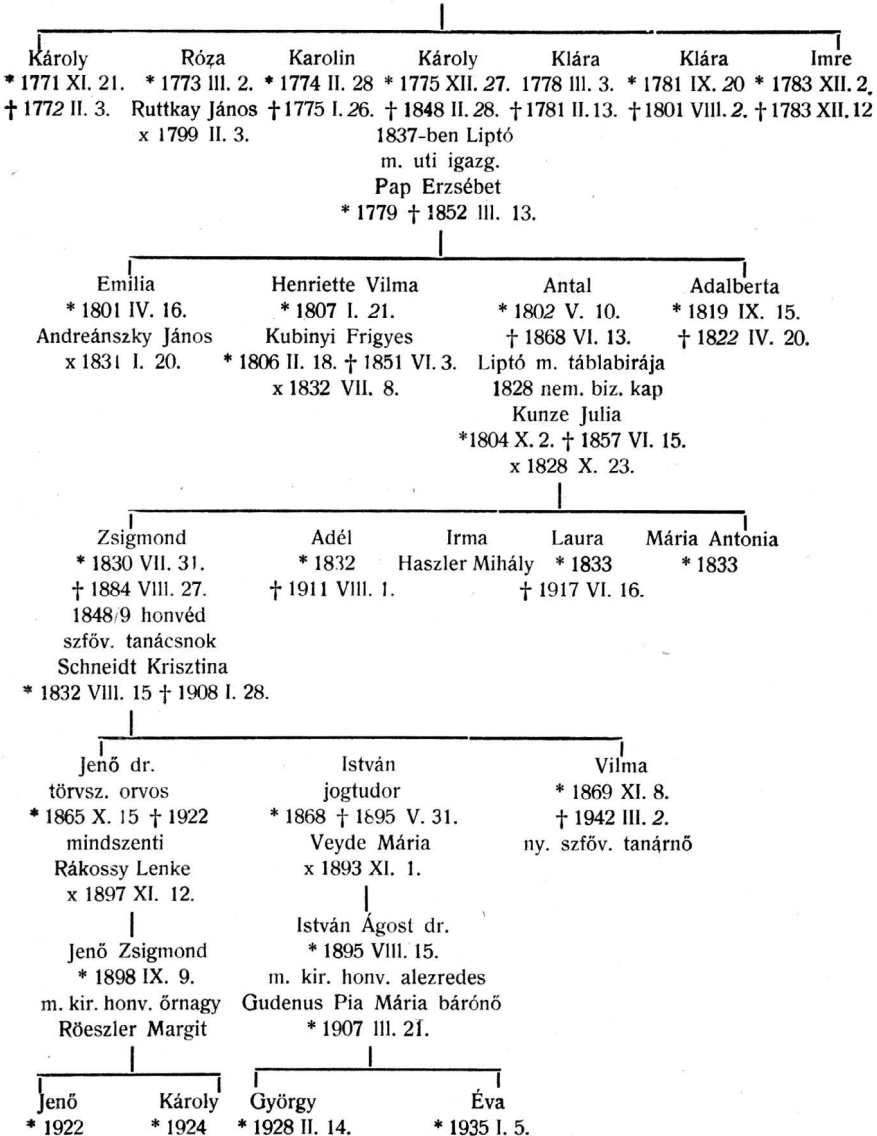 Károly Róza Karolin Károly Klára Klára Imre
* 1771 XI. 21. * 1773 III. 2. * 1774 II. 28 * 1775 XII. 27. 1778 III. 3. * 1781 IX. 20 * 1783 XII. 2.
† 1772 II. 3. Ruttkay János † 1775 I. 26. † 1848 II. 28. † 1781 II. 13. † 1801 VIII. 2. † 1783 XII. 12
x 1799 II. 3. 1837-ben Liptó
m. uti igazg.
Pap Erzsébet
* 1779 † 1852 III. 13.
Emilia Henriette Vilma Antal Adalberta
* 1801 IV. 16. * 1807 I. 21. * 1802 V. 10. * 1819 IX. 15.
Andreánszky János Kubinyi Frigyes † 1868 VI. 13. † 1822 IV. 20.
x 1831 I. 20. * 1806 II. 18. † 1851 VI. 3. Liptó m. táblabirája
x 1832 VII. 8. 1828 nem. biz. kap
Kunze Julia
*1804 X. 2. † 1857 VI. 15.
x 1828 X. 23.
Zsigmond Adél Irma Laura Mária Antonia
* 1830 VII. 31. * 1832 Haszler Mihály * 1833 * 1833
† 1884 VIII. 27. † 1911 VIII. 1. † 1917 VI. 16.
1848/9 honvéd
szföv. tanácsnok
Schneidt Krisztina
* 1832 VIII. 15 † 1908 I. 28.
Jenő dr. István Vilma
törvsz. orvos jogtudor * 1869 XI. 8.
* 1865 X. 15 † 1922 * 1868 † 1895 V. 31. † 1942 III. 2.
mindszenti Veyde Mária ny. szföv. tanárnő
Rákossy Lenke x 1893 XI. 1.
x 1897 XI. 12.
István Ágost dr.
Jenő Zsigmond * 1895 VIII. 15.
* 1898 IX. 9. m. kir. honv. alezredes
m. kir. honv. őrnagy Gudenus Pia Mária bárónő
Röeszler Margit * 1907 III. 21.
Jenő Károly György Éva
* 1922 * 1924 * 1928 II. 14. * 1935 I. 5.